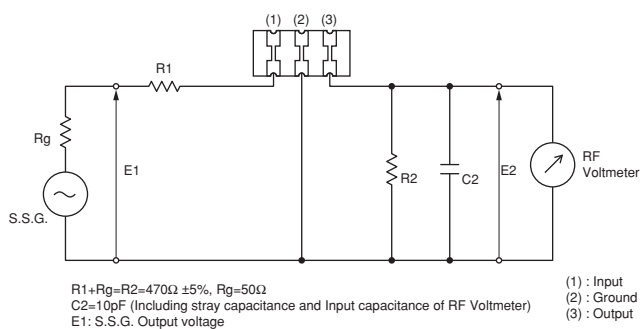 (1) (2) (3)
R1
Rg
E1
R2
C2
E2
RF
Voltmeter
S.S.G.
R1+Rg=R2=470Ω ±5%, Rg=50Ω
C2=10pF (Including stray capacitance and Input capacitance of RF Voltmeter)
E1: S.S.G. Output voltage
(1) : Input
(2) : Ground
(3) : Output